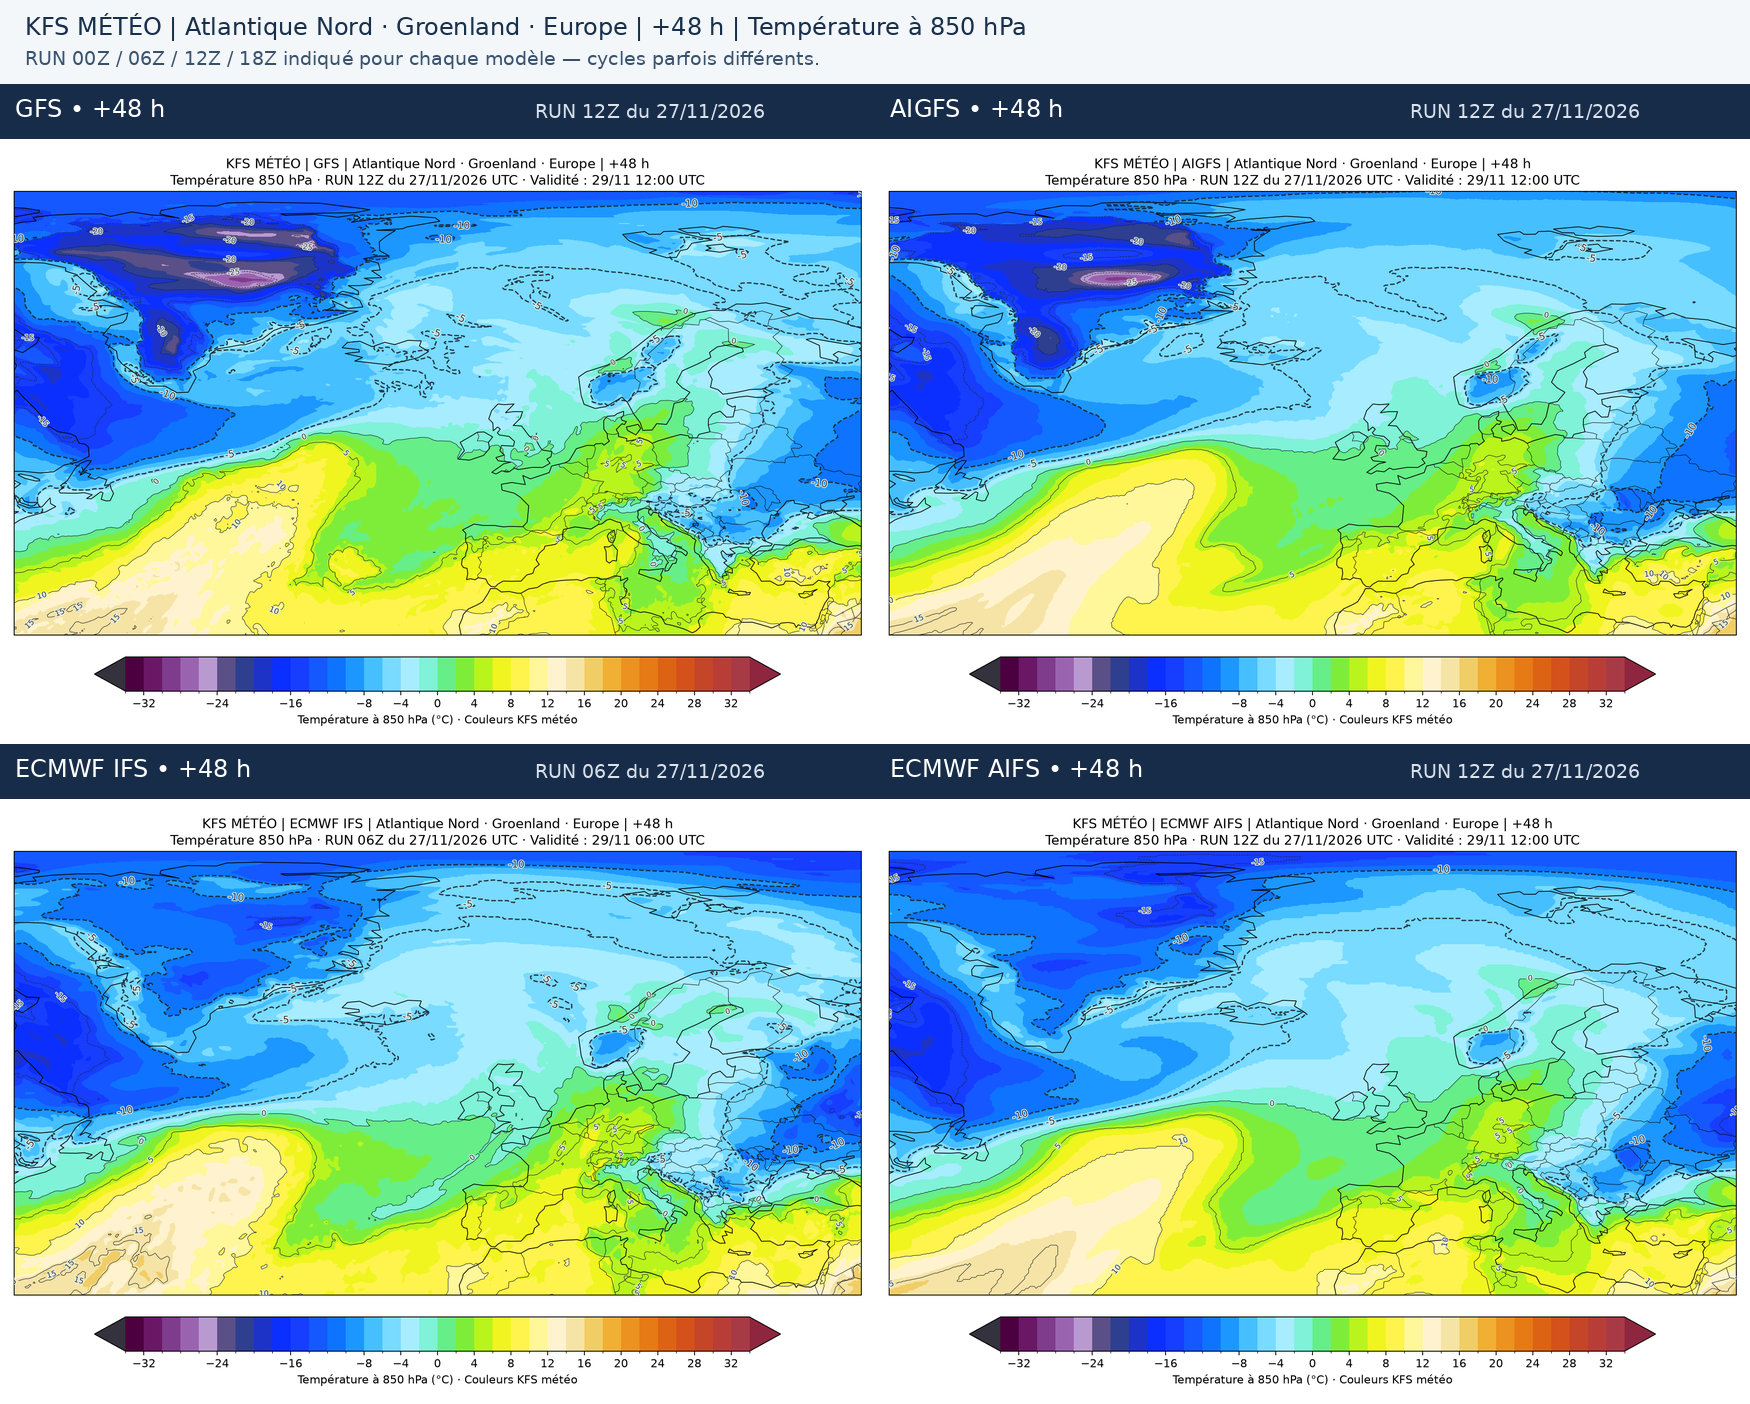 KFS MÉTÉO | Atlantique Nord · Groenland · Europe | +48 h | Température à 850 hPa
RUN 00Z / 06Z / 12Z / 18Z indiqué pour chaque modèle — cycles parfois différents.
GFS • +48 h
RUN 12Z du 27/11/2026
KFS MÉTÉO | GFS | Atlantique Nord · Groenland · Europe | +48 h
Température 850 hPa · RUN 12Z du 27/11/2026 UTC · Validité : 29/11 12:00 UTC
−32 −24 −16 −8 −4 0 4 8 12 16 20 24 28 32
Température à 850 hPa (°C) · Couleurs KFS météo
AIGFS • +48 h
RUN 12Z du 27/11/2026
KFS MÉTÉO | AIGFS | Atlantique Nord · Groenland · Europe | +48 h
Température 850 hPa · RUN 12Z du 27/11/2026 UTC · Validité : 29/11 12:00 UTC
−32 −24 −16 −8 −4 0 4 8 12 16 20 24 28 32
Température à 850 hPa (°C) · Couleurs KFS météo
ECMWF IFS • +48 h
RUN 06Z du 27/11/2026
KFS MÉTÉO | ECMWF IFS | Atlantique Nord · Groenland · Europe | +48 h
Température 850 hPa · RUN 06Z du 27/11/2026 UTC · Validité : 29/11 06:00 UTC
−32 −24 −16 −8 −4 0 4 8 12 16 20 24 28 32
Température à 850 hPa (°C) · Couleurs KFS météo
ECMWF AIFS • +48 h
RUN 12Z du 27/11/2026
KFS MÉTÉO | ECMWF AIFS | Atlantique Nord · Groenland · Europe | +48 h
Température 850 hPa · RUN 12Z du 27/11/2026 UTC · Validité : 29/11 12:00 UTC
−32 −24 −16 −8 −4 0 4 8 12 16 20 24 28 32
Température à 850 hPa (°C) · Couleurs KFS météo